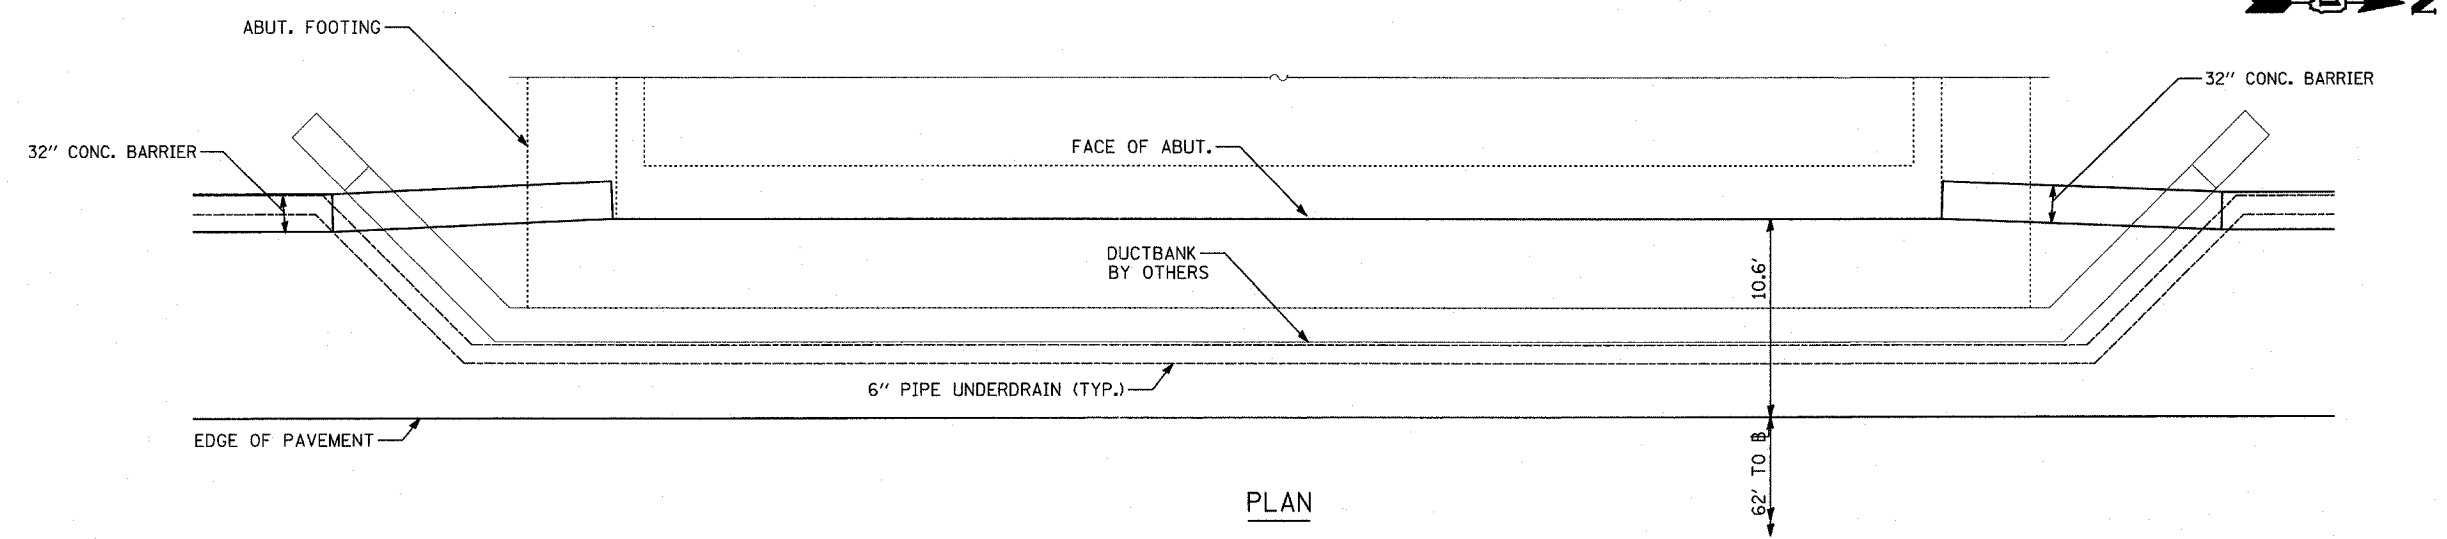 ABUT. FOOTING
N
32" CONC. BARRIER
32" CONC. BARRIER
FACE OF ABUT.
DUCTBANK
BY OTHERS
10.6'
6" PIPE UNDERDRAIN (TYP.)
EDGE OF PAVEMENT
62' TO B
PLAN